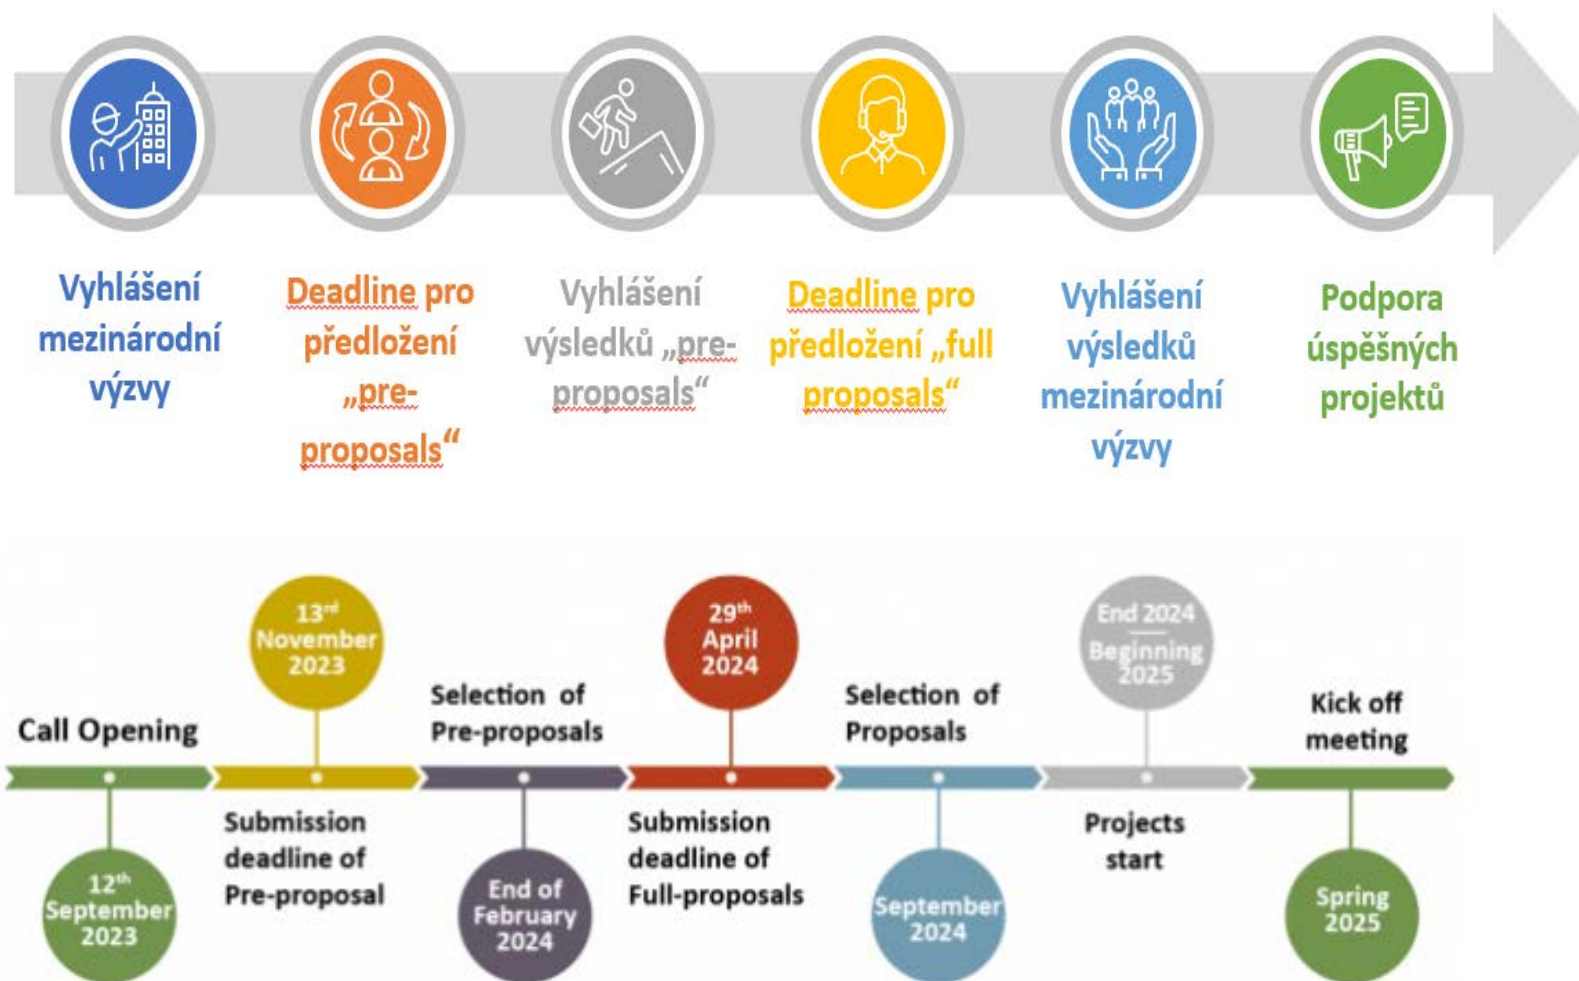 Vyhlášení
mezinárodní
výzvy
Deadline pro
předložení
„pre-
proposals“
Vyhlášení
výsledků „pre-
proposals“
Deadline pro
předložení „full
proposals“
Vyhlášení
výsledků
mezinárodní
výzvy
Podpora
úspěšných
projektů
Call Opening
12th
September
2023
13rd
November
2023
Submission
deadline of
Pre-proposal
Selection of
Pre-proposals
End of
February
2024
29th
April
2024
Submission
deadline of
Full-proposals
Selection of
Proposals
September
2024
End 2024
Beginning
2025
Projects
start
Kick off
meeting
Spring
2025